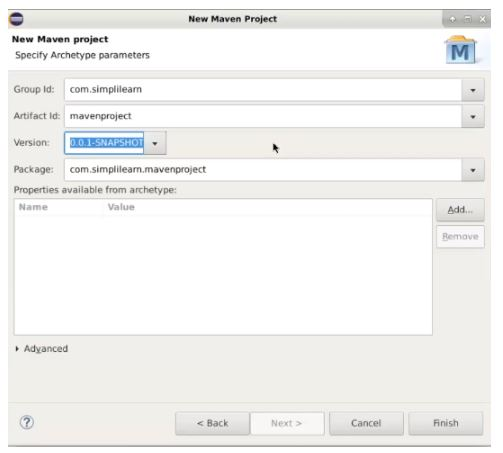 New Maven Project
New Maven project
Specify Archetype parameters
M
Group Id: com.simplilearn
Artifact Id: mavenproject
Version: 0.0.1-SNAPSHOT
Package: com.simplilearn.mavenproject
Properties available from archetype:
Name Value
Add...
Remove
Advanced
?
< Back Next > Cancel Finish